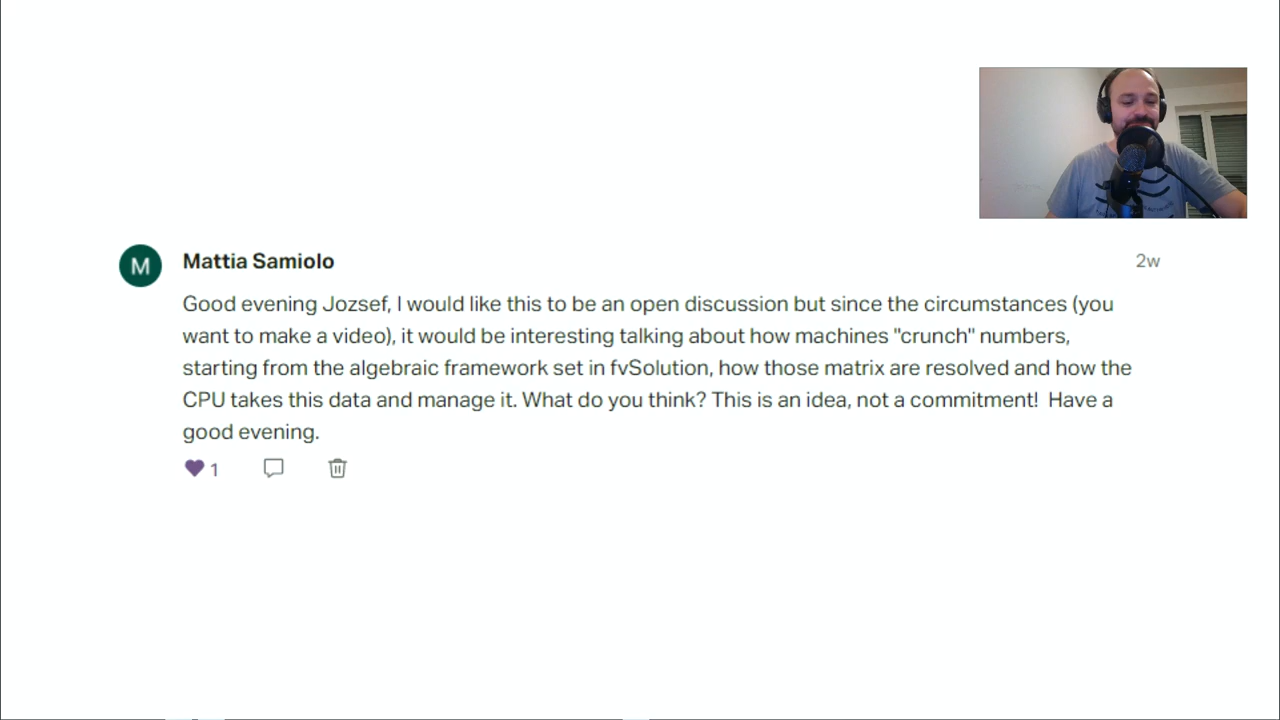 M
Mattia Samiolo
2w
Good evening Jozsef, I would like this to be an open discussion but since the circumstances (you
want to make a video), it would be interesting talking about how machines "crunch" numbers,
starting from the algebraic framework set in fvSolution, how those matrix are resolved and how the
CPU takes this data and manage it. What do you think? This is an idea, not a commitment!  Have a
good evening.
1